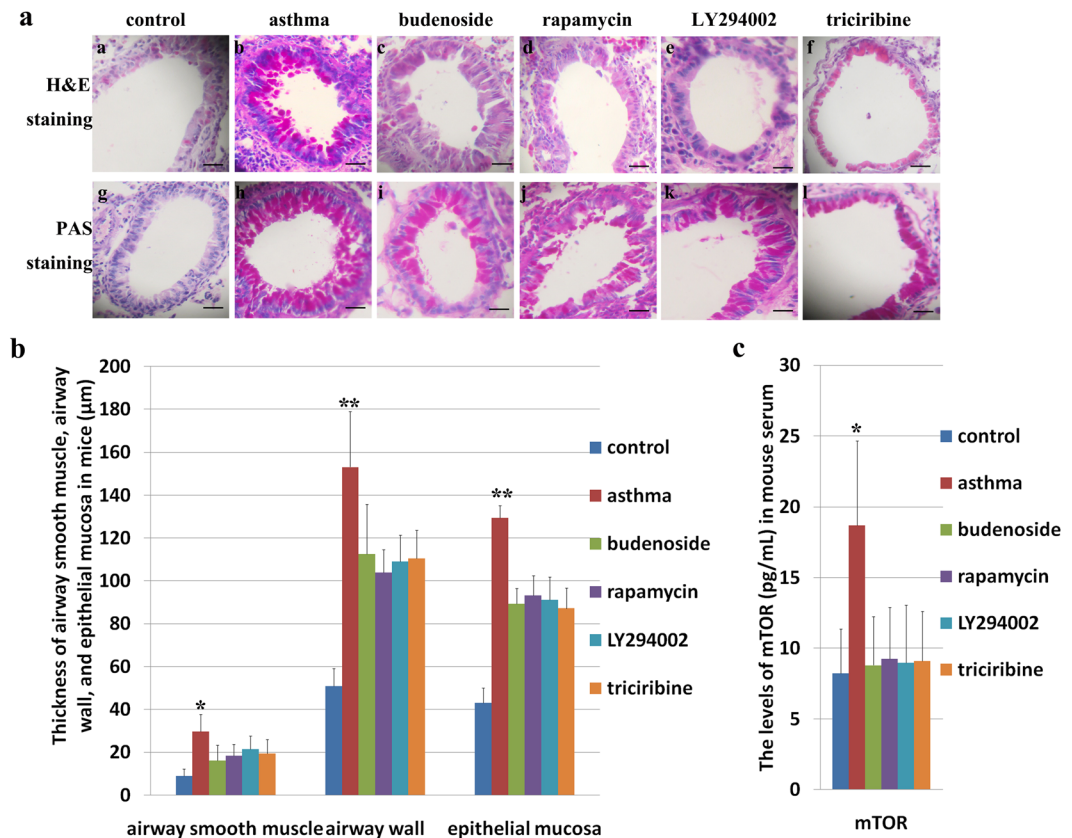 a
control asthma budenoside rapamycin LY294002 triciribine
H&E
staining
a b c d e f
PAS
staining
g h i j k l
b
Thickness of airway smooth muscle, airway
wall, and epithelial mucosa in mice (μm)
200
180
160
140
120
100
80
60
40
20
0
*
**
**
airway smooth muscle airway wall epithelial mucosa
control
asthma
budenoside
rapamycin
LY294002
triciribine
c
The levels of mTOR (pg/mL) in mouse serum
30
25
20
15
10
5
0
*
mTOR
control
asthma
budenoside
rapamycin
LY294002
triciribine